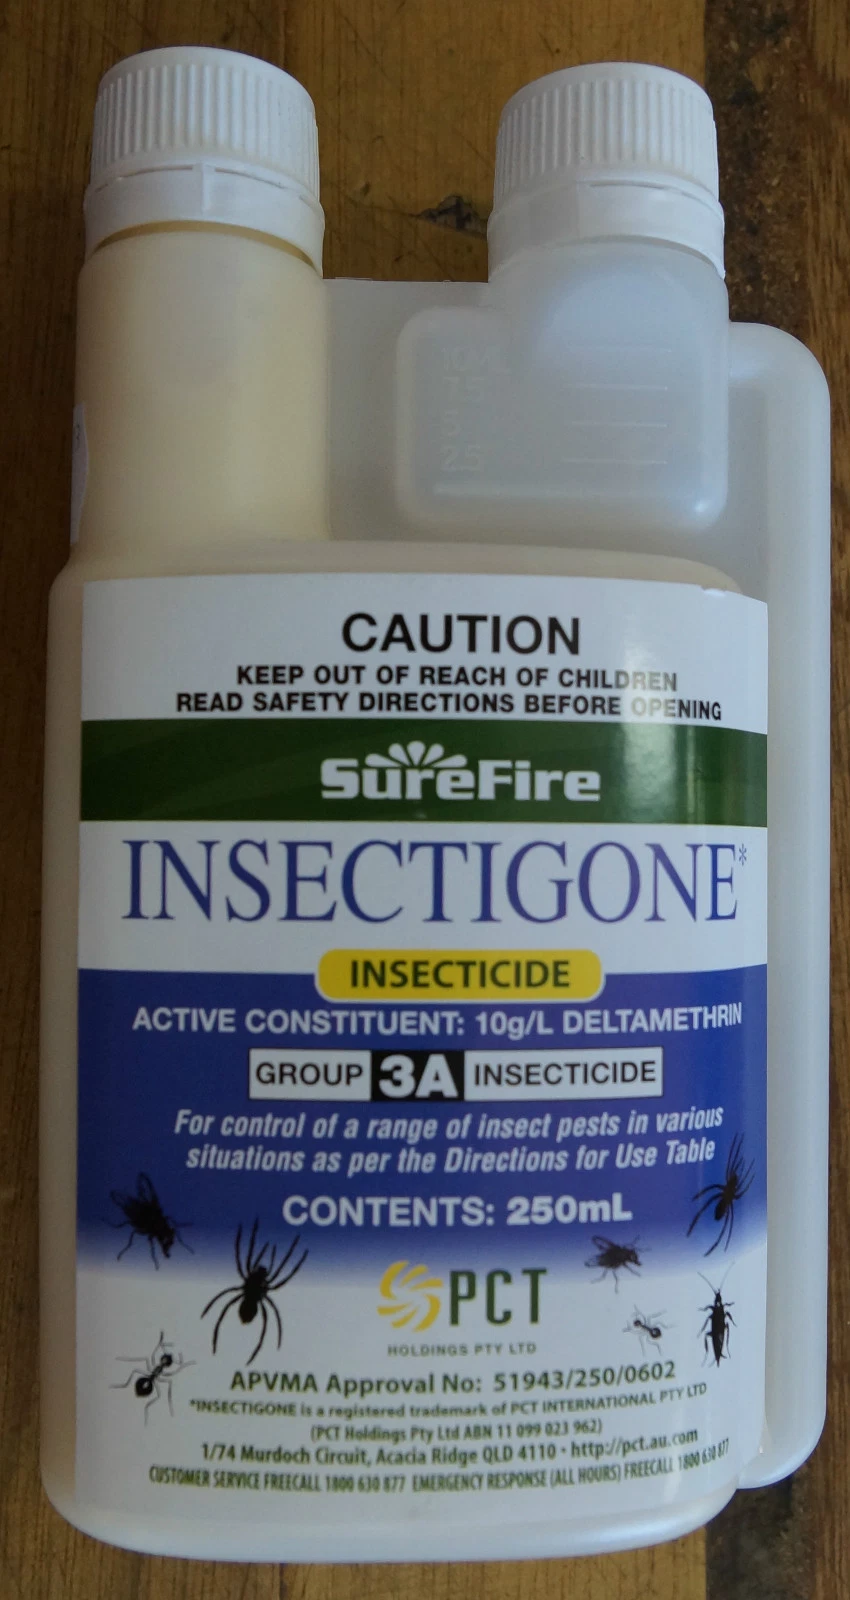 CAUTION
KEEP OUT OF REACH OF CHILDREN
READ SAFETY DIRECTIONS BEFORE OPENING
SureFire
INSECTIGONE*
INSECTICIDE
ACTIVE CONSTITUENT: 10g/L DELTAMETHRIN
GROUP 3A INSECTICIDE
For control of a range of insect pests in various
situations as per the Directions for Use Table
CONTENTS: 250mL
PCT
HOLDINGS PTY LTD
APVMA Approval No: 51943/250/0602
*INSECTIGONE is a registered trademark of PCT INTERNATIONAL PTY LTD
(PCT Holdings Pty Ltd ABN 11 099 023 962)
1/74 Murdoch Circuit, Acacia Ridge QLD 4110 • http://pct.au.com
CUSTOMER SERVICE FREECALL 1800 630 877 EMERGENCY RESPONSE (ALL HOURS) FREECALL 1800 630 877